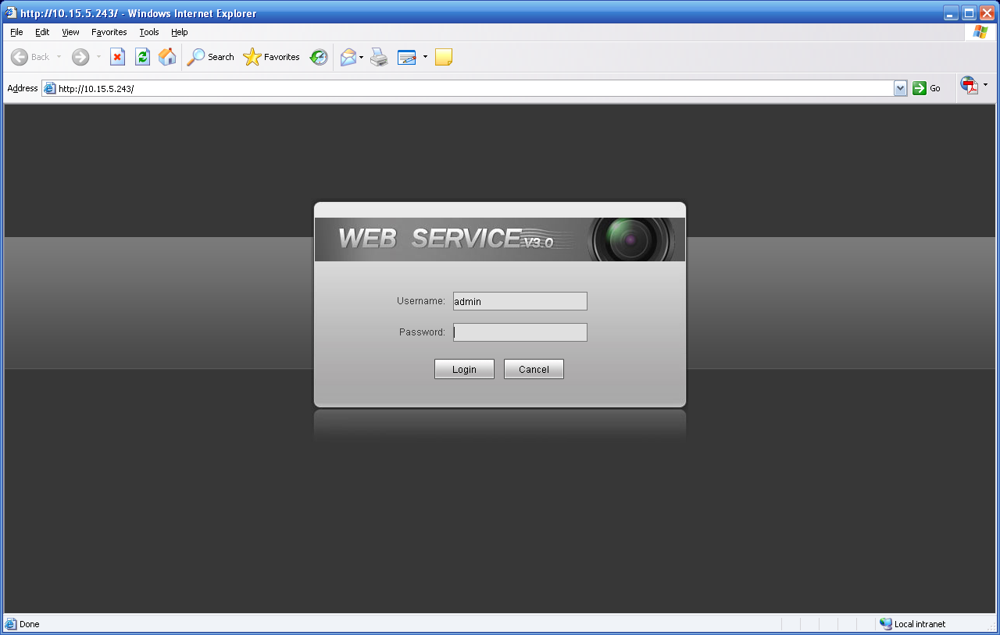 http://10.15.5.243/ - Windows Internet Explorer
File Edit View Favorites Tools Help
Back Search Favorites
Address http://10.15.5.243/ Go
WEB SERVICE V3.0
Username: admin
Password:
Login Cancel
Done Local intranet